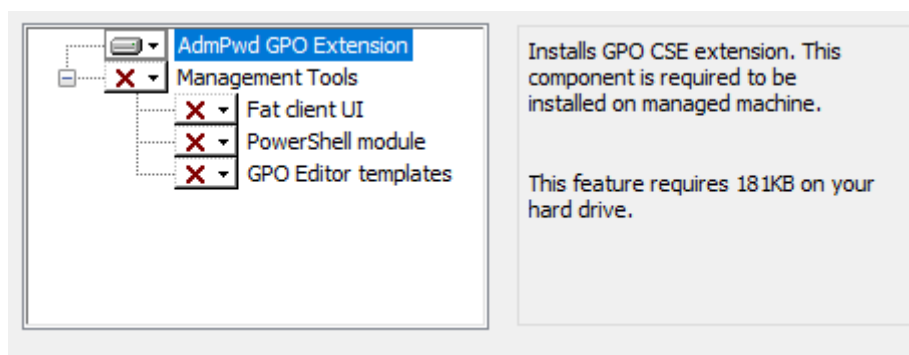 AdmPwd GPO Extension
Management Tools
Fat client UI
PowerShell module
GPO Editor templates
Installs GPO CSE extension. This
component is required to be
installed on managed machine.
This feature requires 181KB on your
hard drive.